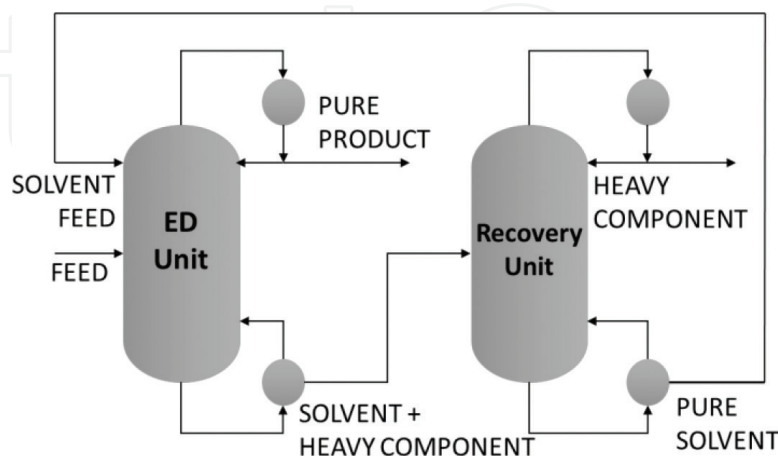 PURE
PRODUCT
SOLVENT
FEED
ED
Unit
FEED
SOLVENT +
HEAVY COMPONENT
HEAVY
COMPONENT
Recovery
Unit
PURE
SOLVENT